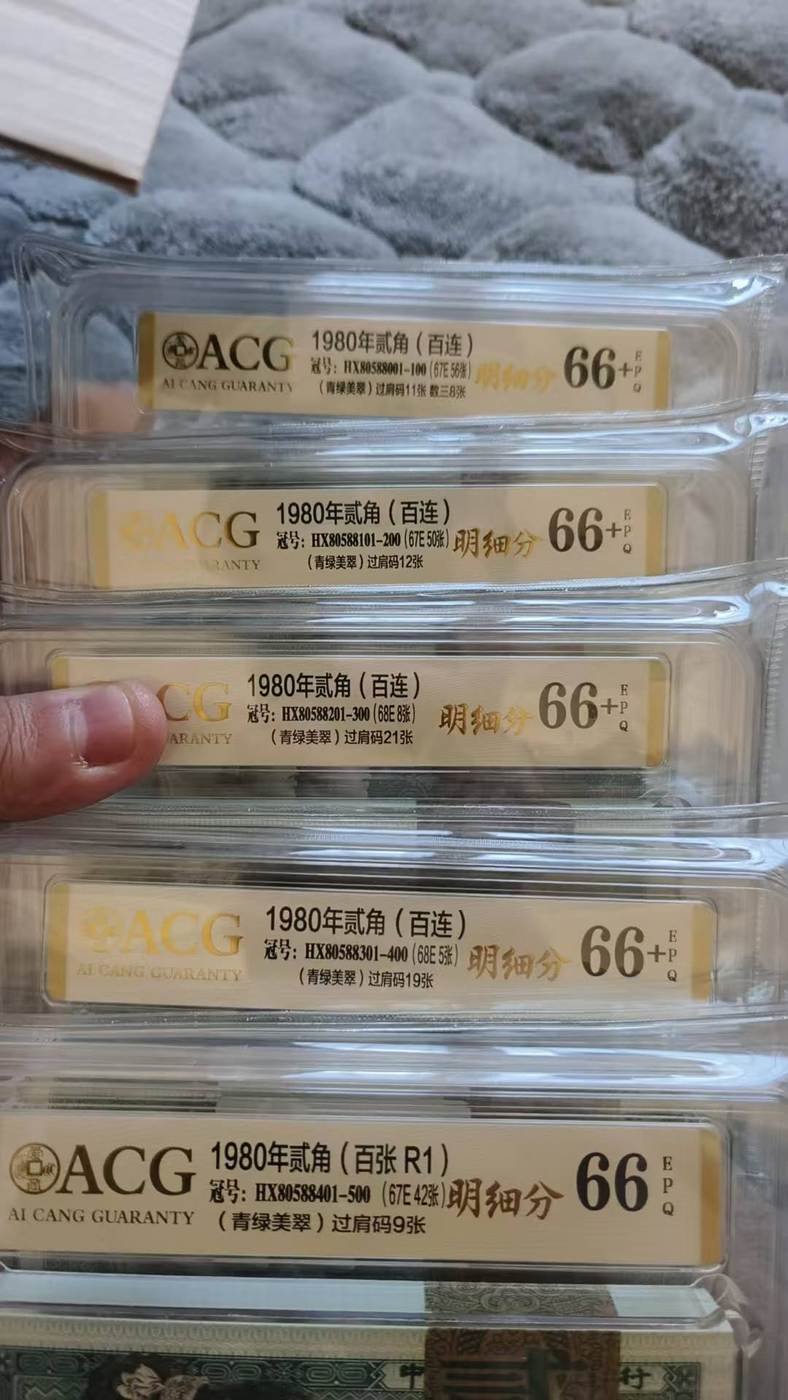 ACG
AI CANG GUARANTY
1980年贰角（百连）
冠号：HX80588001-100（67E 56张）
（青绿美翠）过肩码11张 数三8张
明细分
66+
EPQ
ACG
RANTY
1980年贰角（百连）
冠号：HX80588101-200（67E 50张）
（青绿美翠）过肩码12张
明细分
66+
EPQ
CG
ARANTY
1980年贰角（百连）
冠号：HX80588201-300（68E 8张）
（青绿美翠）过肩码21张
明细分
66+
EPQ
ACG
AI CANG GUARANTY
1980年贰角（百连）
冠号：HX80588301-400（68E 5张）
（青绿美翠）过肩码19张
明细分
66+
EPQ
ACG
AI CANG GUARANTY
1980年贰角（百张 R1）
冠号：HX80588401-500（67E 42张）
（青绿美翠）过肩码9张
明细分
66
EPQ
中
行